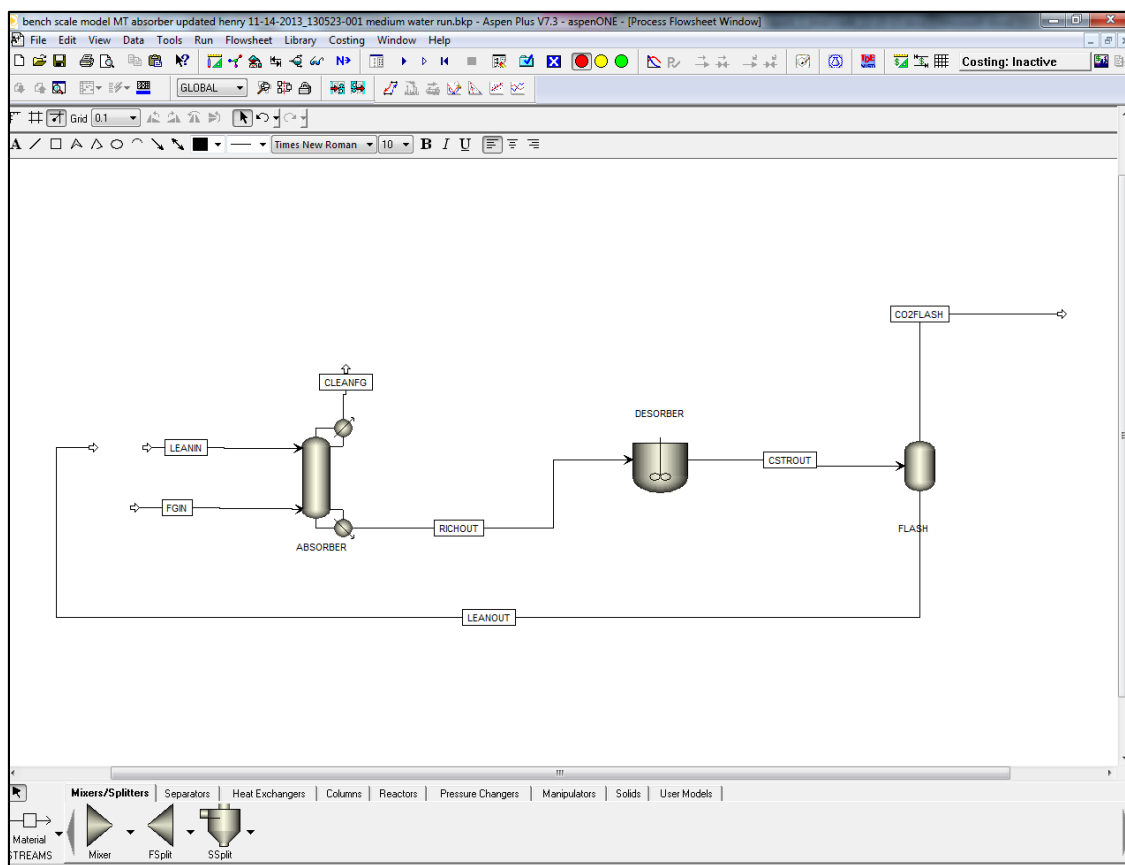 bench scale model MT absorber updated henry 11-14-2013_130523-001 medium water run.bkp - Aspen Plus V7.3 - aspenONE - [Process Flowsheet Window]
File Edit View Data Tools Run Flowsheet Library Costing Window Help
N> Costing: Inactive
GLOBAL
Grid 0.1
A Times New Roman 10 B I U
CO2FLASH
CLEANFG
DESORBER
LEANIN
CSTROUT
FGIN
RICHOUT
FLASH
ABSORBER
LEANOUT
Mixers/Splitters Separators Heat Exchangers Columns Reactors Pressure Changers Manipulators Solids User Models
Material
STREAMS Mixer FSplit SSplit